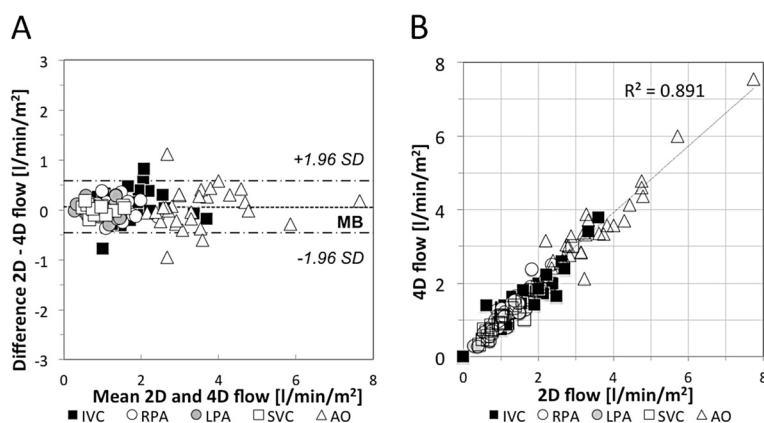 A
Difference 2D - 4D flow [l/min/m²]
3
2
1
0
-1
-2
-3
+1.96 SD
MB
-1.96 SD
0
2
4
6
8
Mean 2D and 4D flow [l/min/m²]
IVC RPA LPA SVC AO
B
4D flow [l/min/m²]
8
6
4
2
0
R² = 0.891
0
2
4
6
8
2D flow [l/min/m²]
IVC RPA LPA SVC AO